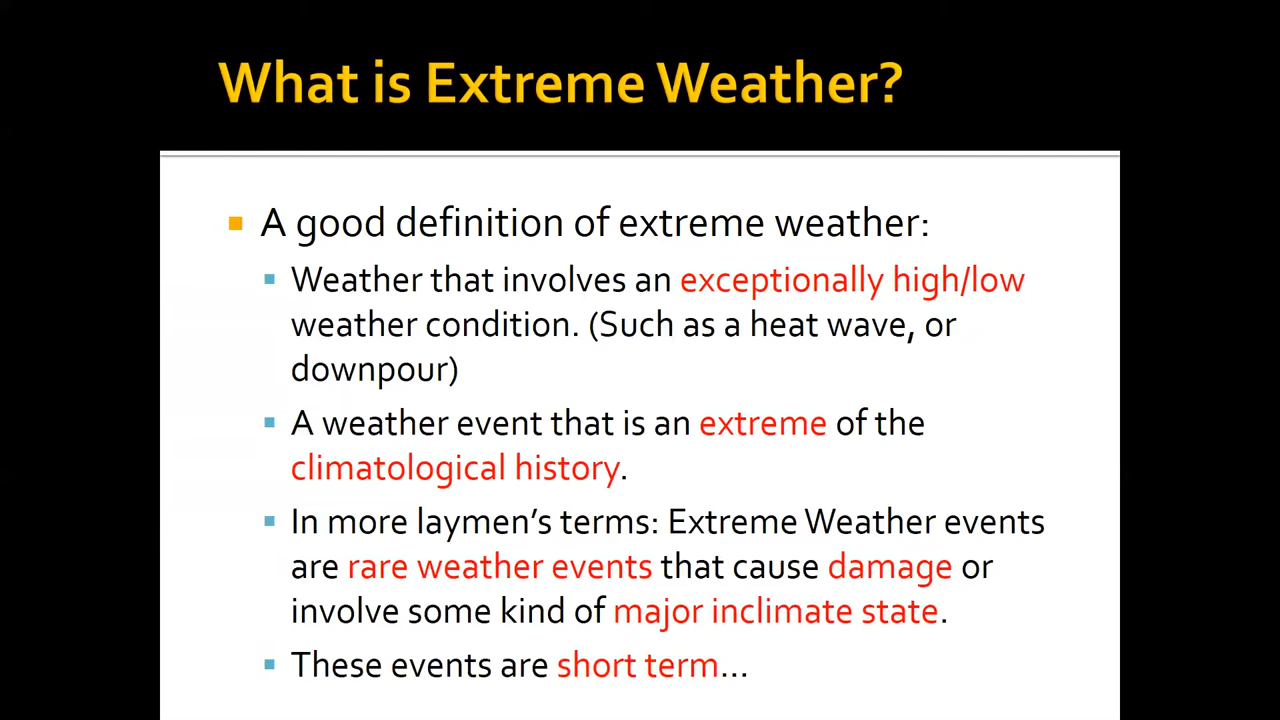 What is Extreme Weather?
A good definition of extreme weather:
Weather that involves an exceptionally high/low
weather condition. (Such as a heat wave, or
downpour)
A weather event that is an extreme of the
climatological history.
In more laymen’s terms: Extreme Weather events
are rare weather events that cause damage or
involve some kind of major inclimate state.
These events are short term…